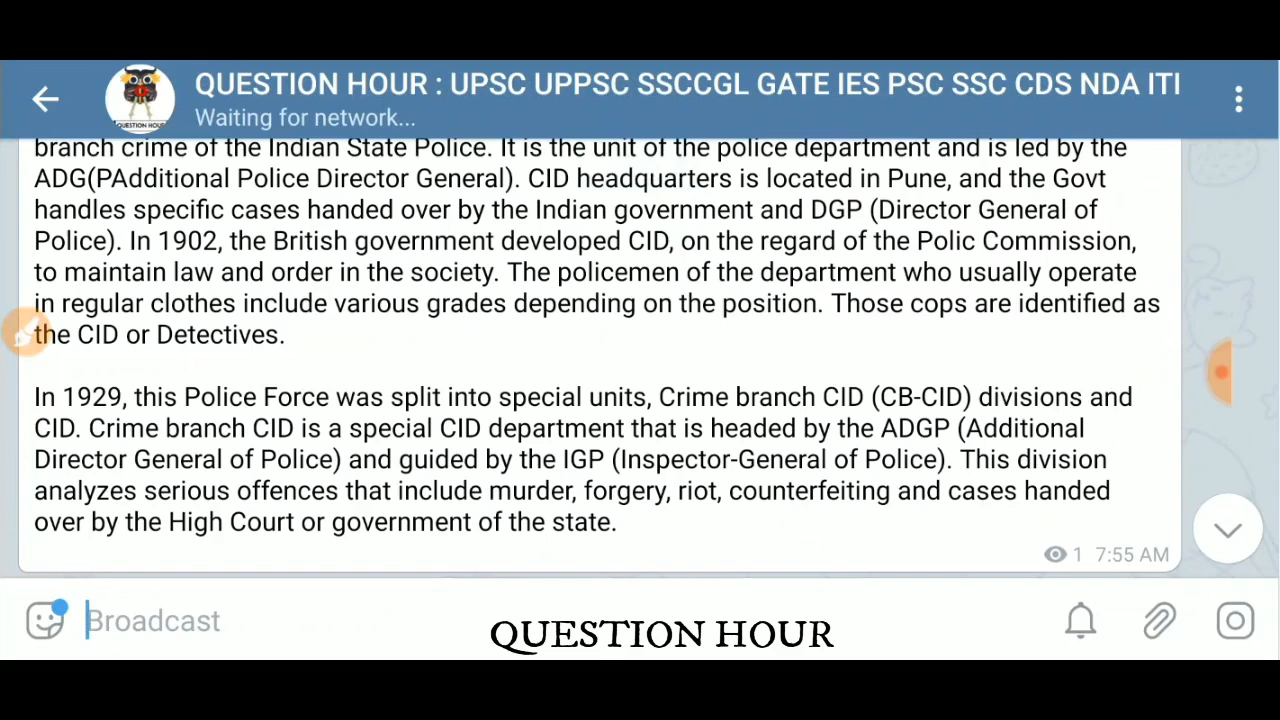 QUESTION HOUR : UPSC UPPSC SSCCGL GATE IES PSC SSC CDS NDA ITI
QUESTION HOUR
Waiting for network...
branch crime of the Indian State Police. It is the unit of the police department and is led by the
ADG(PAdditional Police Director General). CID headquarters is located in Pune, and the Govt
handles specific cases handed over by the Indian government and DGP (Director General of
Police). In 1902, the British government developed CID, on the regard of the Polic Commission,
to maintain law and order in the society. The policemen of the department who usually operate
in regular clothes include various grades depending on the position. Those cops are identified as
the CID or Detectives.
In 1929, this Police Force was split into special units, Crime branch CID (CB-CID) divisions and
CID. Crime branch CID is a special CID department that is headed by the ADGP (Additional
Director General of Police) and guided by the IGP (Inspector-General of Police). This division
analyzes serious offences that include murder, forgery, riot, counterfeiting and cases handed
over by the High Court or government of the state.
1 7:55 AM
Broadcast
QUESTION HOUR